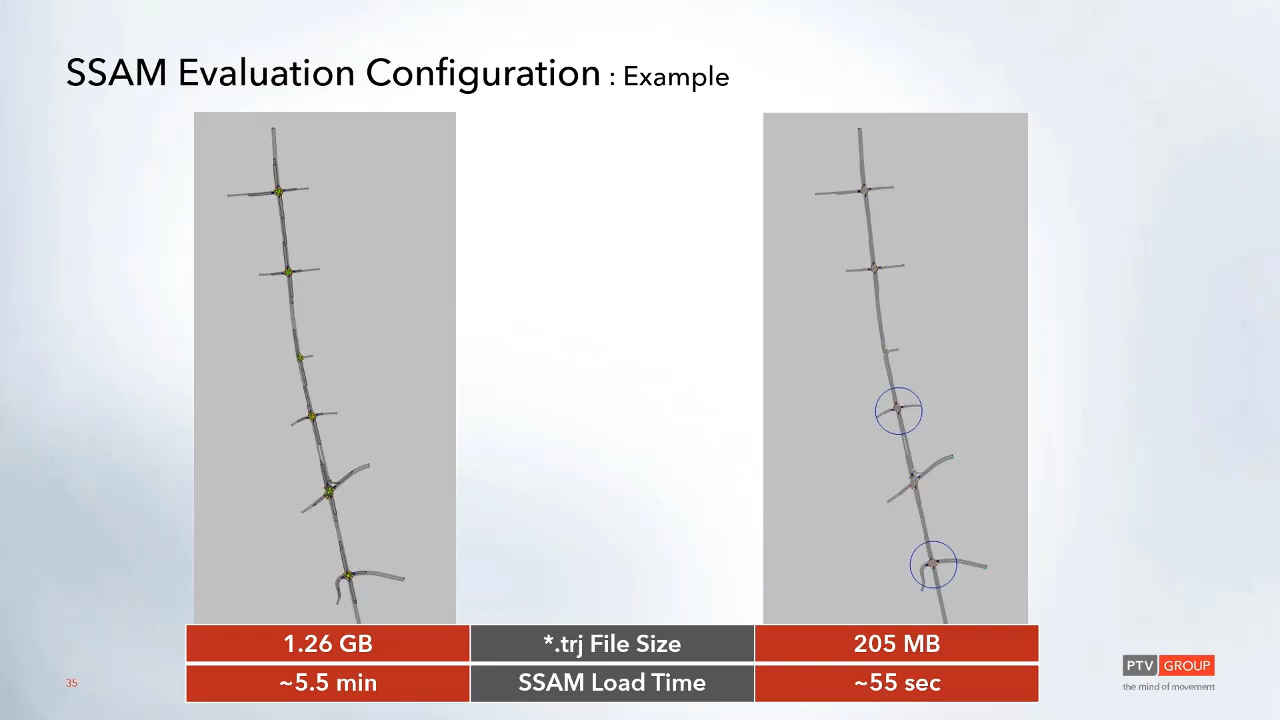 SSAM Evaluation Configuration : Example
1.26 GB *.trj File Size 205 MB
~5.5 min SSAM Load Time ~55 sec
35
PTV GROUP
the mind of movement